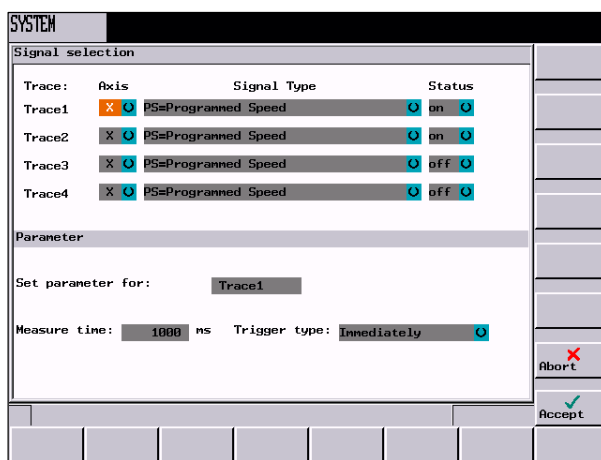 SYSTEM
Signal selection
Trace: Axis Signal Type Status
Trace1 X PS=Programmed Speed on
Trace2 X PS=Programmed Speed on
Trace3 X PS=Programmed Speed off
Trace4 X PS=Programmed Speed off
Parameter
Set parameter for: Trace1
Measure time: 1000 ms Trigger type: Immediately
Abort
Accept